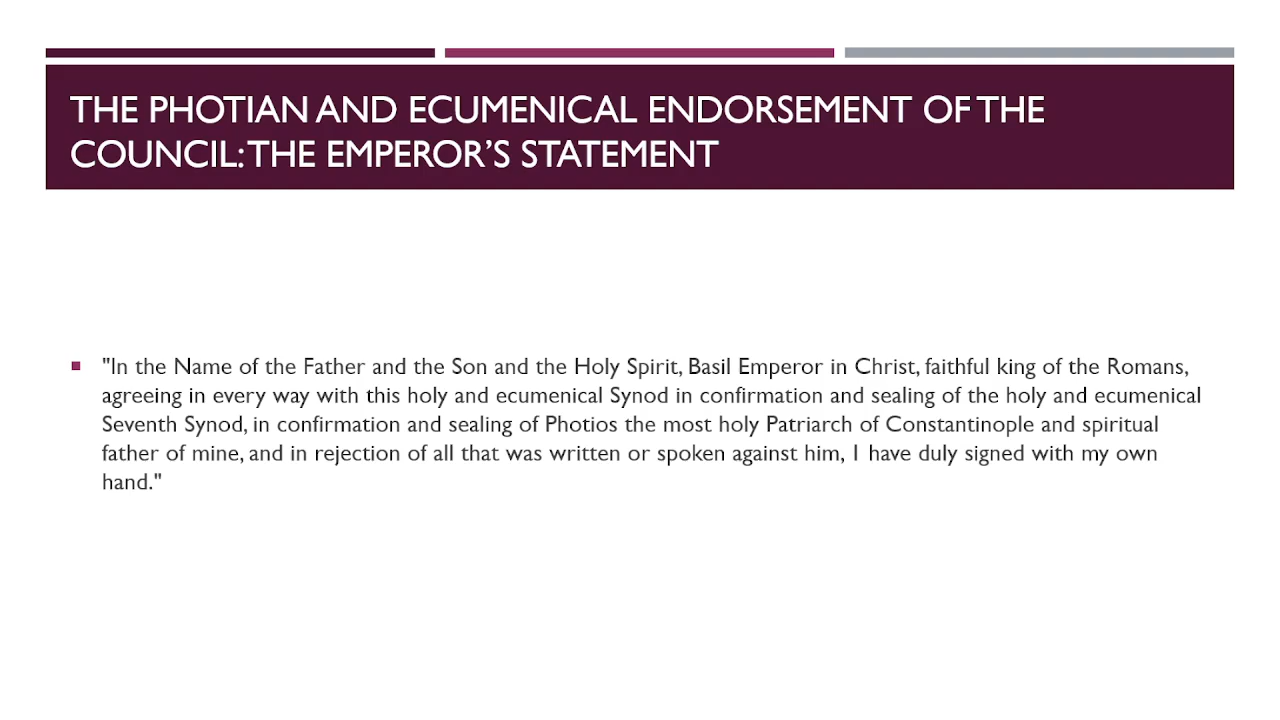 THE PHOTIAN AND ECUMENICAL ENDORSEMENT OF THE
COUNCIL: THE EMPEROR’S STATEMENT
"In the Name of the Father and the Son and the Holy Spirit, Basil Emperor in Christ, faithful king of the Romans,
agreeing in every way with this holy and ecumenical Synod in confirmation and sealing of the holy and ecumenical
Seventh Synod, in confirmation and sealing of Photios the most holy Patriarch of Constantinople and spiritual
father of mine, and in rejection of all that was written or spoken against him, I have duly signed with my own
hand."